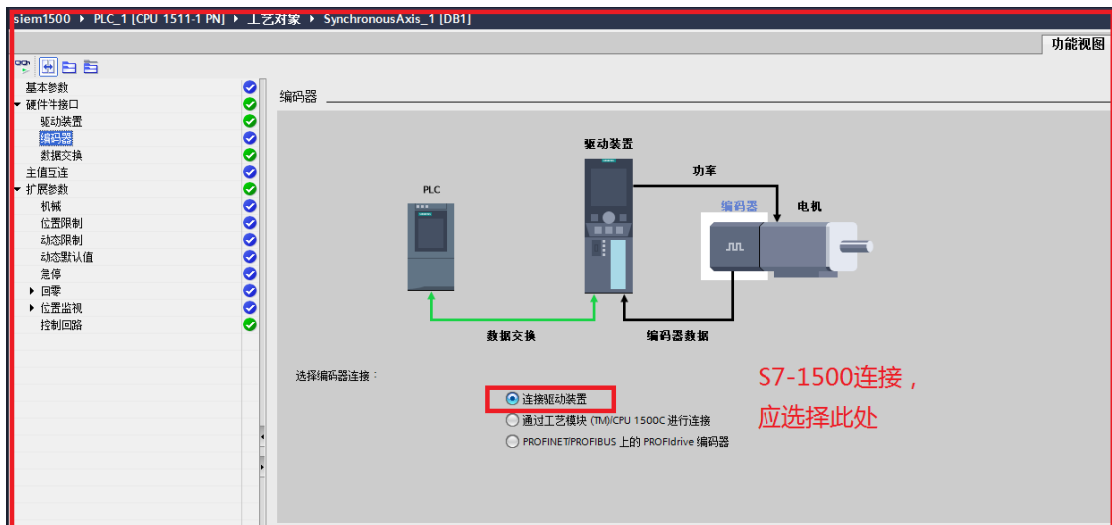 siem1500 ▸ PLC_1 [CPU 1511-1 PN] ▸ 工艺对象 ▸ SynchronousAxis_1 [DB1]
功能视图
基本参数
硬件接口
驱动装置
编码器
数据交换
主值互连
扩展参数
机械
位置限制
动态限制
动态默认值
急停
回零
位置监视
控制回路
编码器
驱动装置
功率
PLC
编码器
电机
数据交换
编码器数据
选择编码器连接：
连接驱动装置
通过工艺模块 (TM)/CPU 1500C 进行连接
PROFINET/PROFIBUS 上的 PROFIdrive 编码器
S7-1500连接，
应选择此处